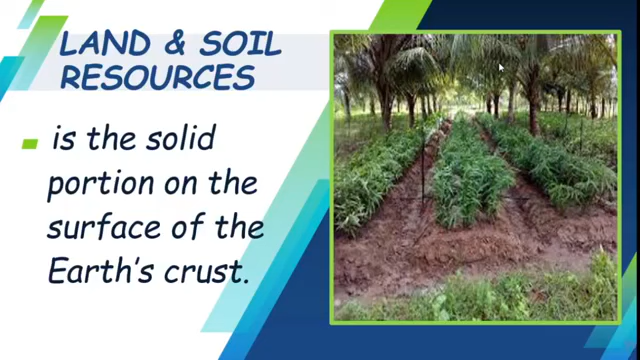 LAND & SOIL
RESOURCES
is the solid
portion on the
surface of the
Earth's crust.